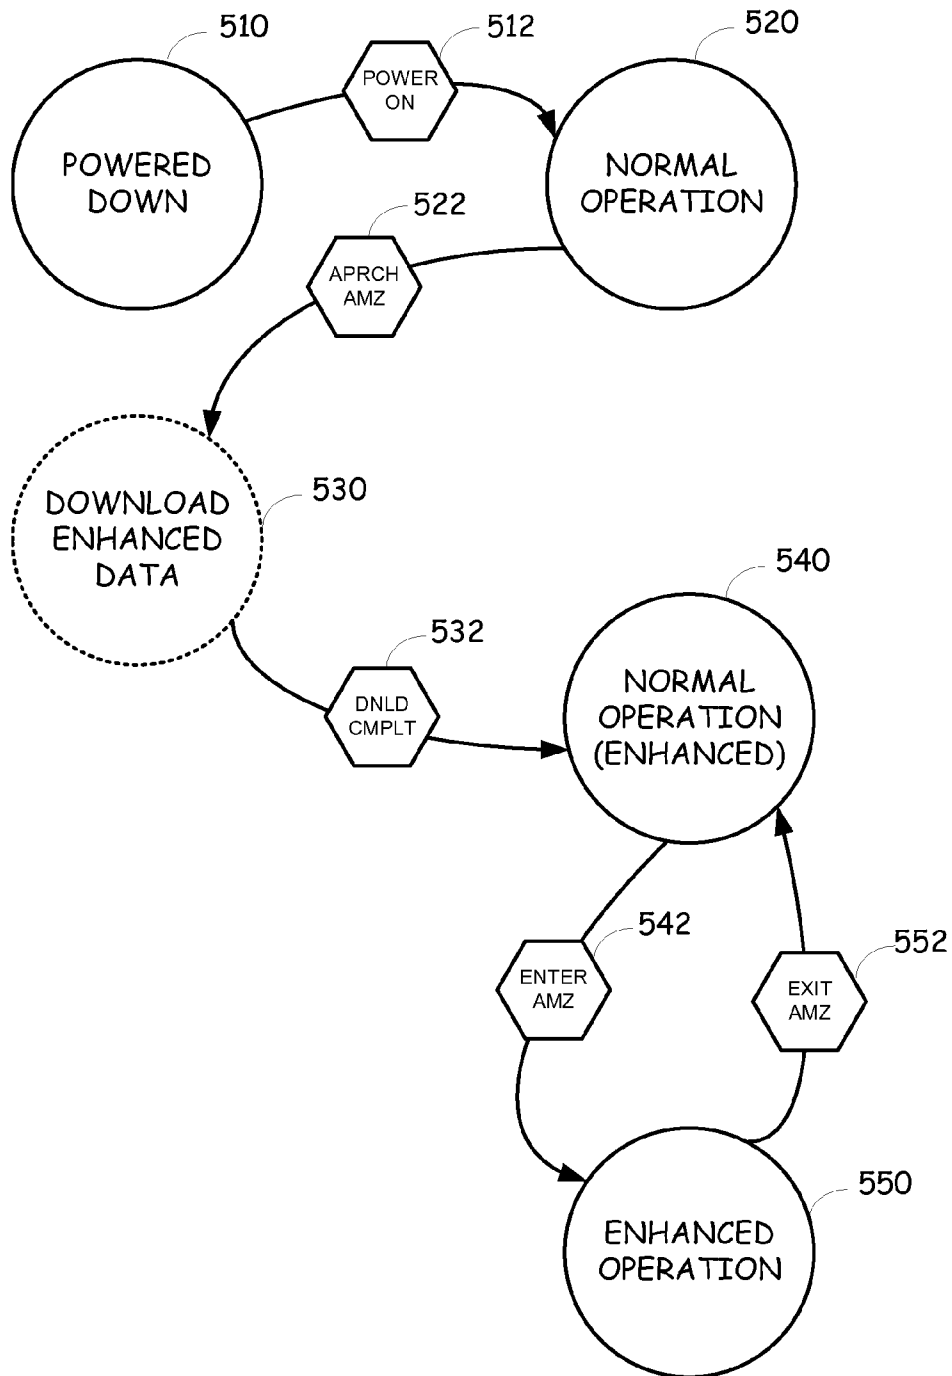 510
512
520
POWER
ON
POWERED
DOWN
NORMAL
OPERATION
522
APRCH
AMZ
DOWNLOAD
ENHANCED
DATA
530
540
532
DNLD
CMPLT
NORMAL
OPERATION
(ENHANCED)
542
552
ENTER
AMZ
EXIT
AMZ
550
ENHANCED
OPERATION